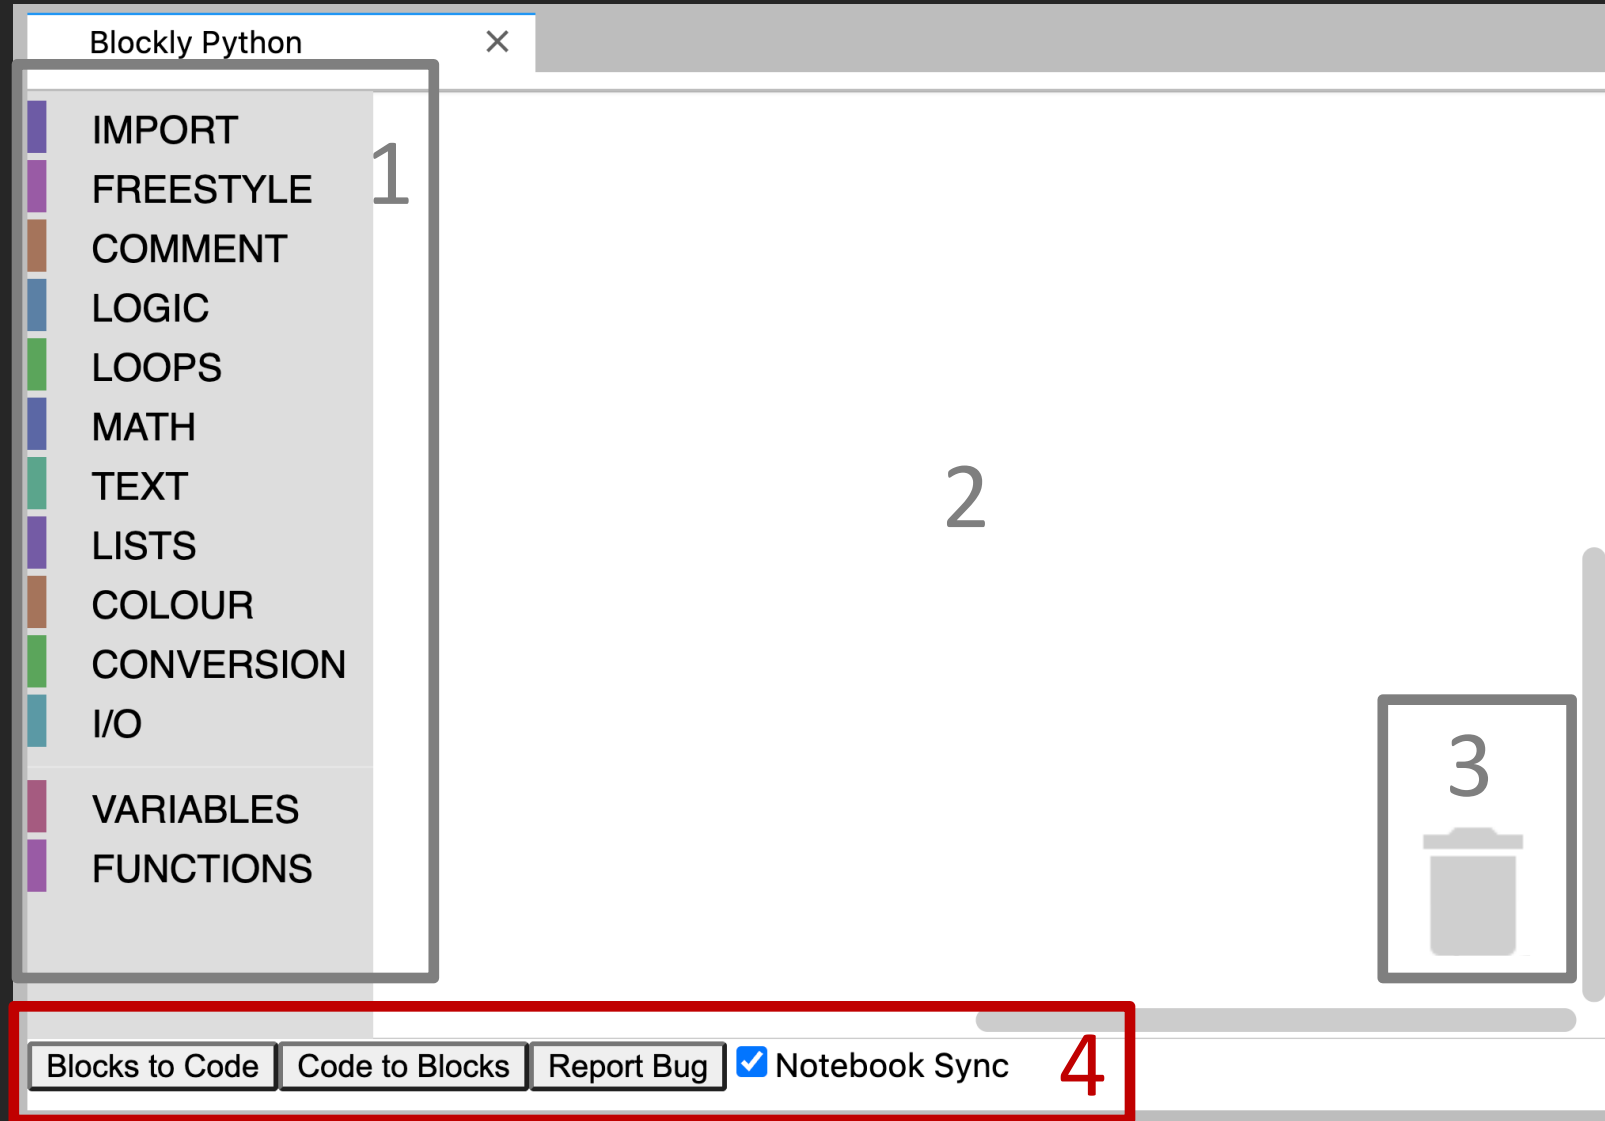 Blockly Python
IMPORT
1
FREESTYLE
COMMENT
LOGIC
LOOPS
MATH
TEXT
2
LISTS
COLOUR
CONVERSION
I/O
3
VARIABLES
FUNCTIONS
Blocks to Code Code to Blocks Report Bug Notebook Sync 4